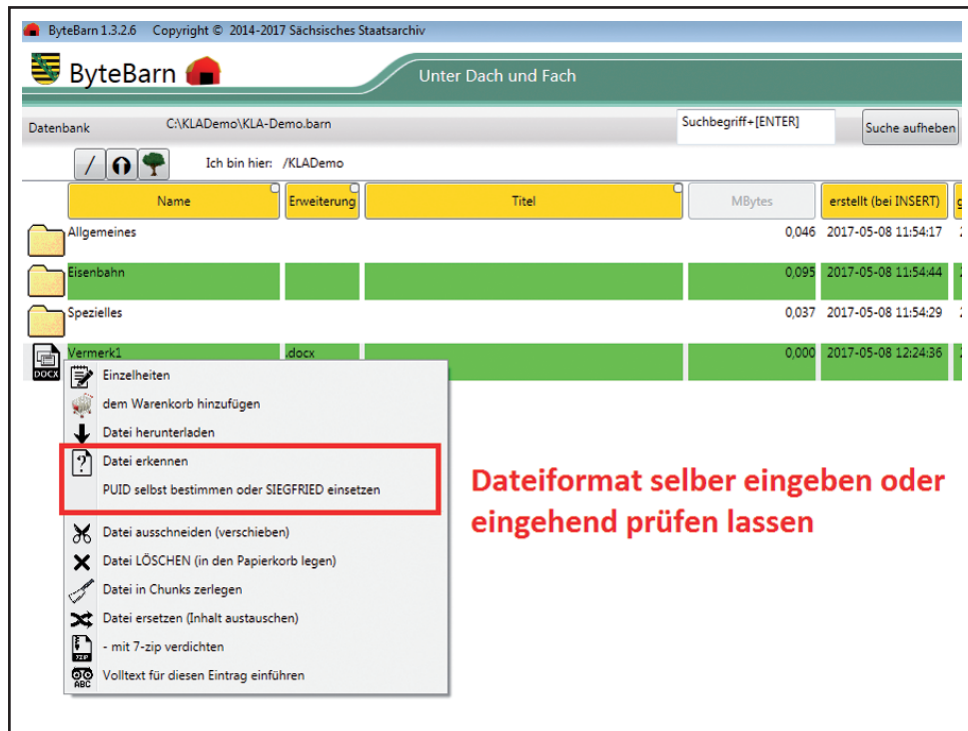 ByteBarn 1.3.2.6 Copyright © 2014-2017 Sächsisches Staatsarchiv
ByteBarn
Unter Dach und Fach
Datenbank C:\KLADemo\KLA-Demo.barn Suchbegriff+[ENTER] Suche aufheben
/ Ich bin hier: /KLADemo
Name Erweiterung Titel MBytes erstellt (bei INSERT) g
Allgemeines 0,046 2017-05-08 11:54:17 2
Eisenbahn 0,095 2017-05-08 11:54:44 2
Spezielles 0,037 2017-05-08 11:54:29 2
DOCX Vermerk1 .docx 0,000 2017-05-08 12:24:36 2
Einzelheiten
dem Warenkorb hinzufügen
Datei herunterladen
? Datei erkennen
PUID selbst bestimmen oder SIEGFRIED einsetzen
Dateiformat selber eingeben oder
eingehend prüfen lassen
Datei ausschneiden (verschieben)
Datei LÖSCHEN (in den Papierkorb legen)
Datei in Chunks zerlegen
Datei ersetzen (Inhalt austauschen)
7ZIP - mit 7-zip verdichten
ABC Volltext für diesen Eintrag einführen